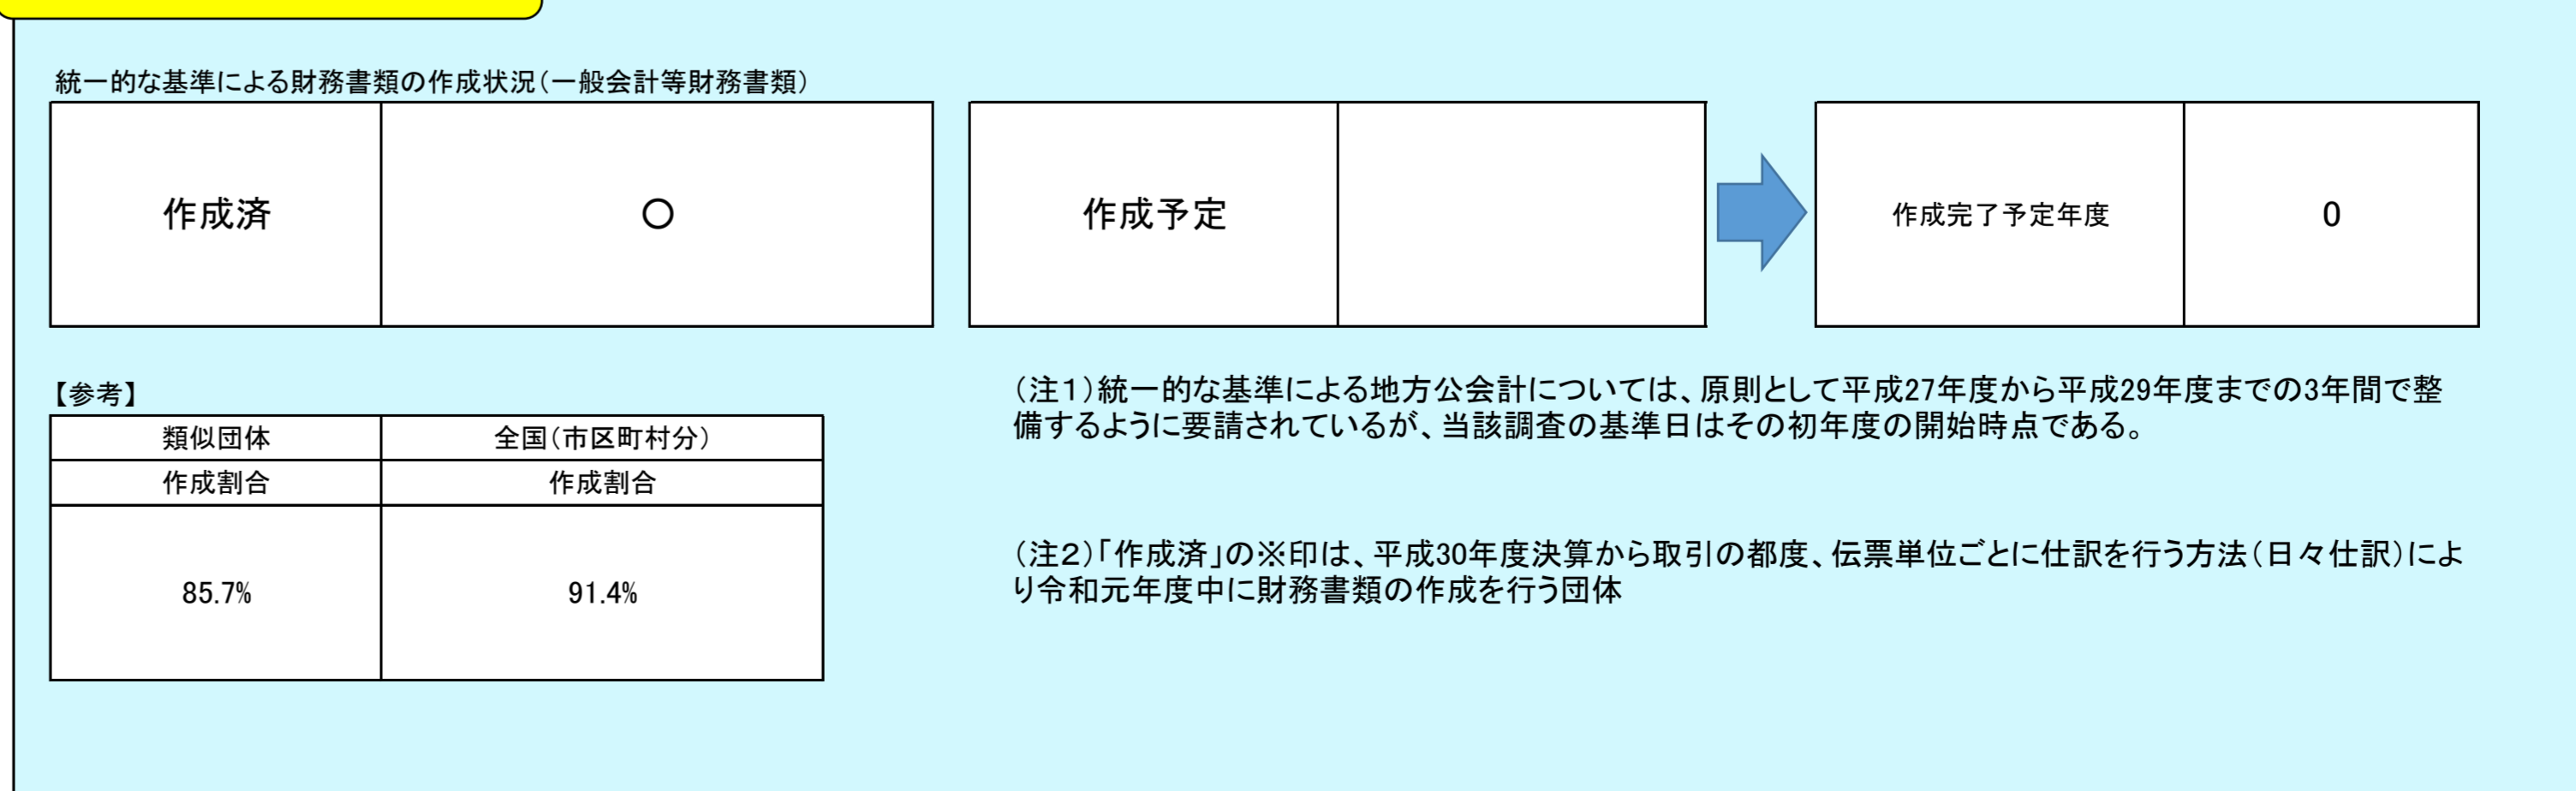 統一的な基準による財務書類の作成状況（一般会計等財務書類）
作成済 〇
作成予定
作成完了予定年度 0
【参考】
類似団体 全国（市区町村分）
作成割合 作成割合
85.7% 91.4%
（注１）統一的な基準による地方公会計については、原則として平成27年度から平成29年度までの3年間で整
備するように要請されているが、当該調査の基準日はその初年度の開始時点である。
（注２）「作成済」の※印は、平成30年度決算から取引の都度、伝票単位ごとに仕訳を行う方法（日々仕訳）によ
り令和元年度中に財務書類の作成を行う団体